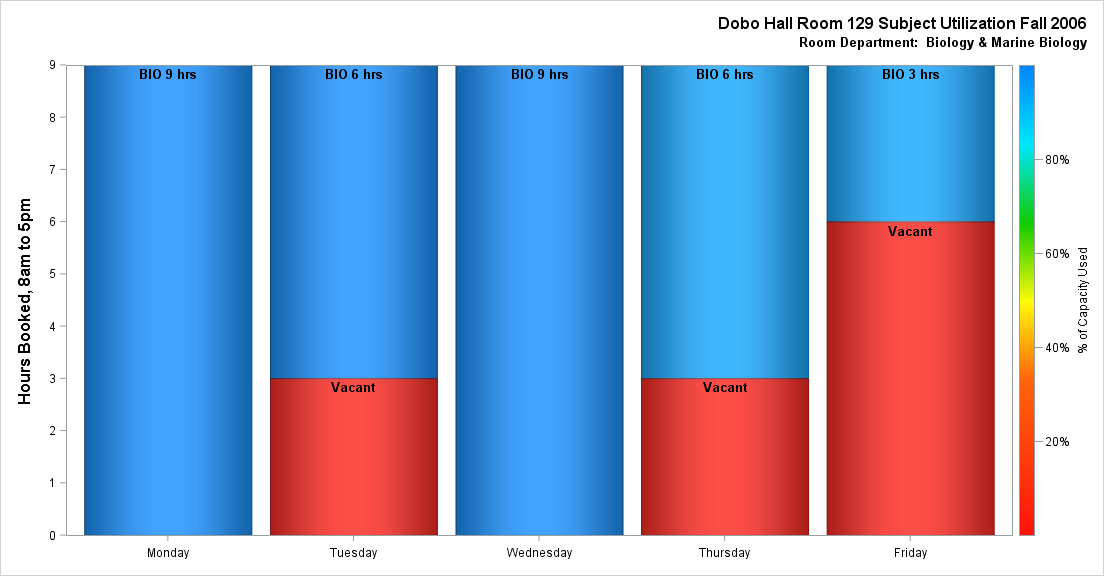 Dobo Hall Room 129 Subject Utilization Fall 2006
Room Department:  Biology & Marine Biology
Hours Booked, 8am to 5pm
9
8
7
6
5
4
3
2
1
0
BIO 9 hrs
BIO 6 hrs
BIO 9 hrs
BIO 6 hrs
BIO 3 hrs
Vacant
Vacant
Vacant
Monday
Tuesday
Wednesday
Thursday
Friday
80%
60%
40%
20%
% of Capacity Used